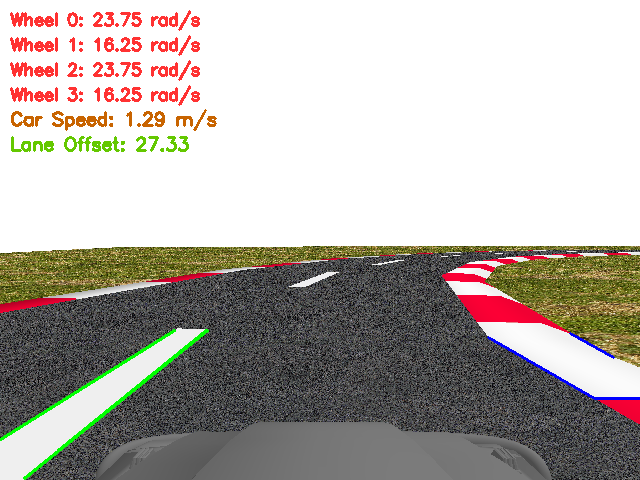 Wheel 0: 23.75 rad/s
Wheel 1: 16.25 rad/s
Wheel 2: 23.75 rad/s
Wheel 3: 16.25 rad/s
Car Speed: 1.29 m/s
Lane Offset: 27.33